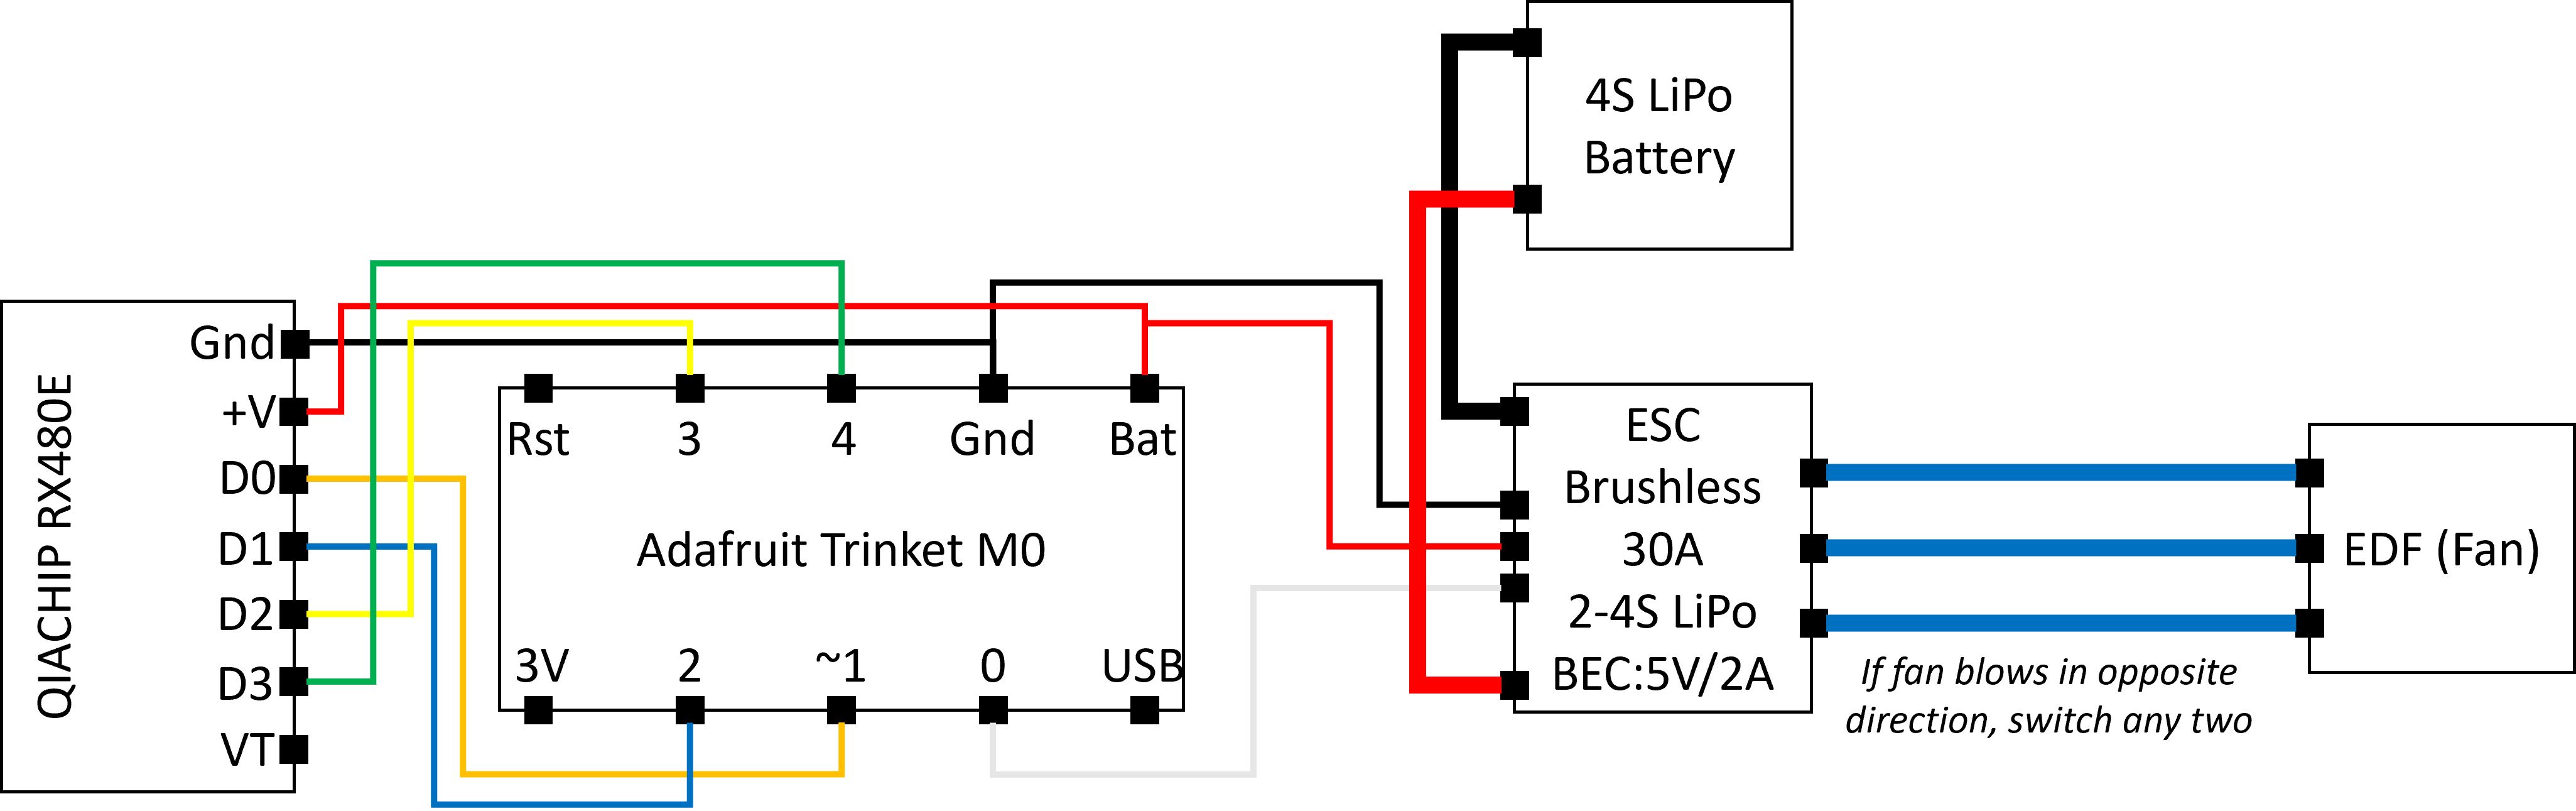 4S LiPo
Battery
QIACHIP RX480E
Gnd
+V
D0
D1
D2
D3
VT
Rst 3 4 Gnd Bat
Adafruit Trinket M0
3V 2 ~1 0 USB
ESC
Brushless
30A
2-4S LiPo
BEC:5V/2A
EDF (Fan)
If fan blows in opposite
direction, switch any two